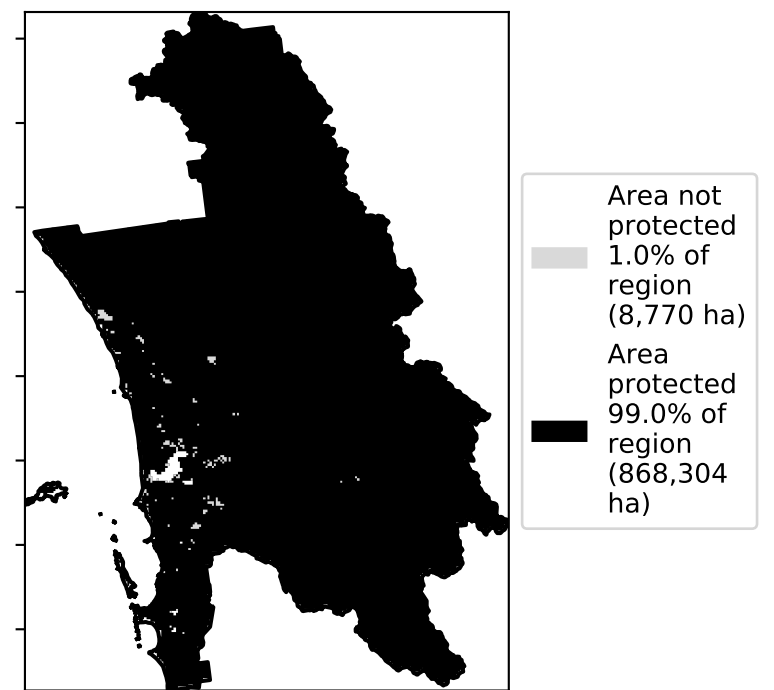 Area not
protected
1.0% of
region
(8,770 ha)
Area
protected
99.0% of
region
(868,304
ha)